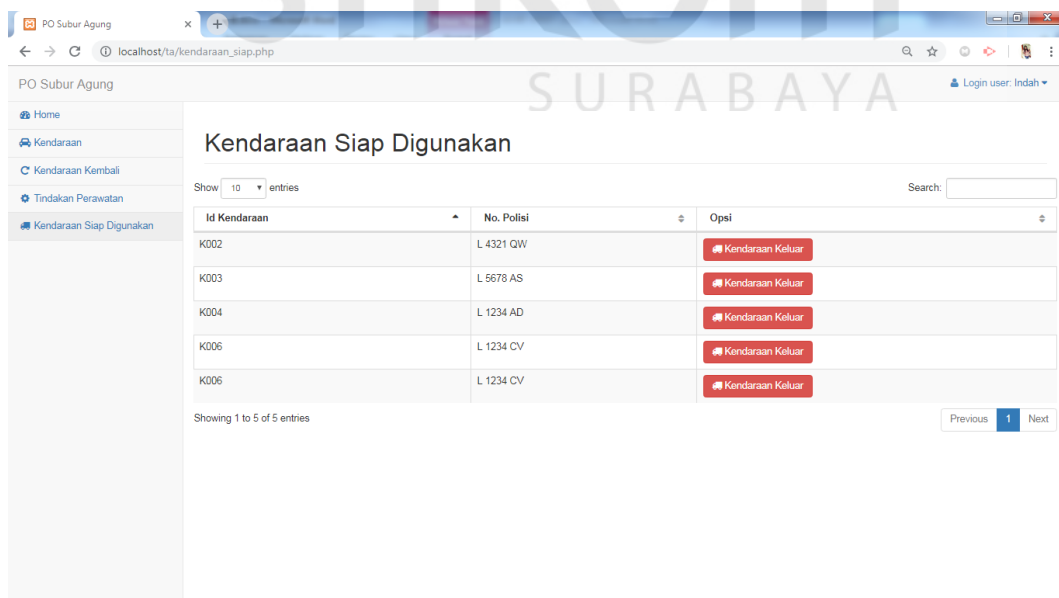 PO Subur Agung
localhost/ta/kendaraan_siap.php
SURABAYA
PO Subur Agung
Login user: Indah
Home
Kendaraan
Kendaraan Kembali
Tindakan Perawatan
Kendaraan Siap Digunakan
Kendaraan Siap Digunakan
Show 10 entries
Search:
Id Kendaraan No. Polisi Opsi
K002 L 4321 QW Kendaraan Keluar
K003 L 5678 AS Kendaraan Keluar
K004 L 1234 AD Kendaraan Keluar
K006 L 1234 CV Kendaraan Keluar
K006 L 1234 CV Kendaraan Keluar
Showing 1 to 5 of 5 entries
Previous 1 Next